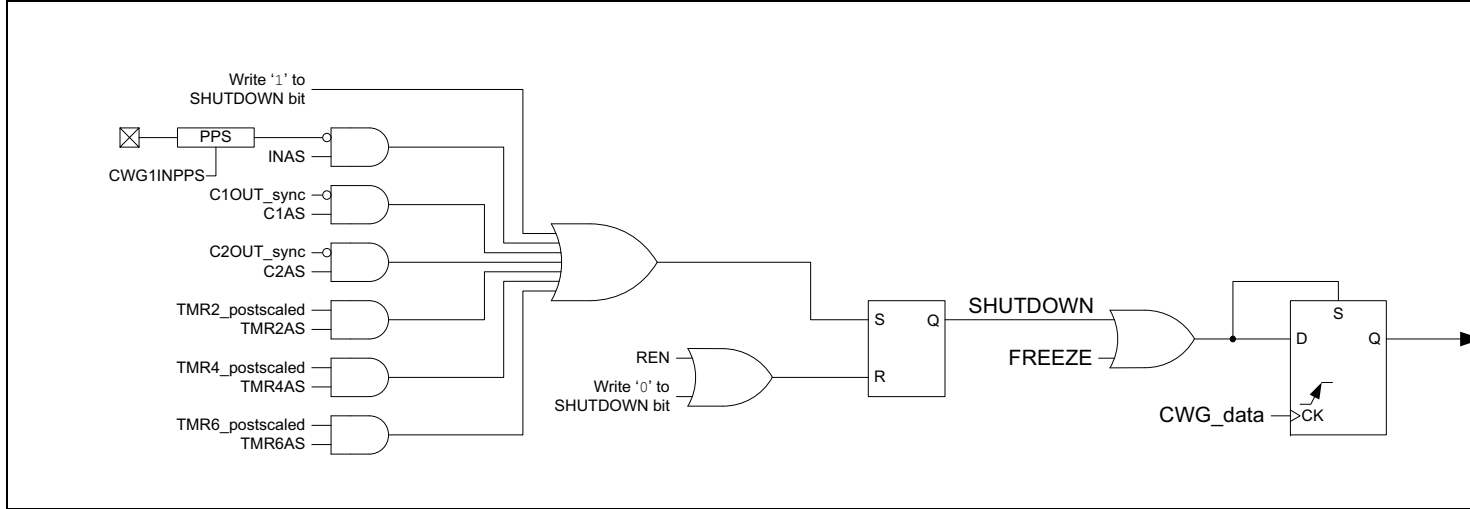 Write ‘1’ to
SHUTDOWN bit
PPS
INAS
CWG1INPPS
C1OUT_sync
C1AS
C2OUT_sync
C2AS
TMR2_postscaled
TMR2AS
TMR4_postscaled
TMR4AS
TMR6_postscaled
TMR6AS
REN
Write ‘0’ to
SHUTDOWN bit
S
Q
R
SHUTDOWN
FREEZE
S
D
Q
CWG_data
CK